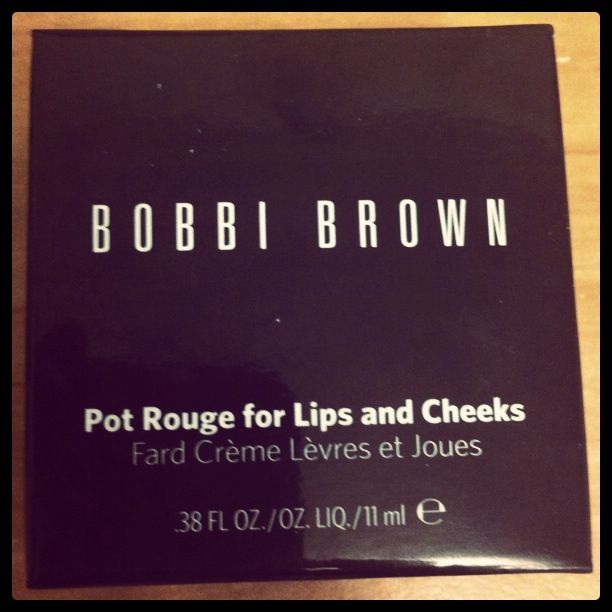 BOBBI BROWN
Pot Rouge for Lips and Cheeks
Fard Crème Lèvres et Joues
.38 FL OZ./OZ. LIQ./11 ml ℮